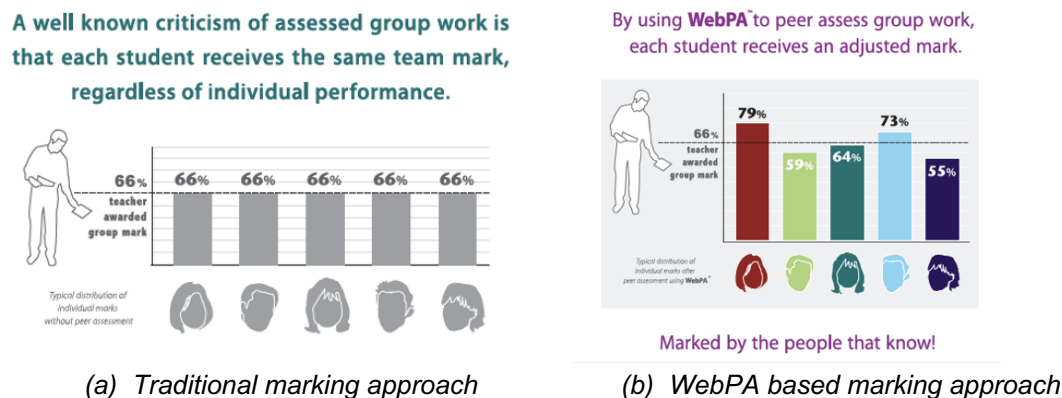 A well known criticism of assessed group work is
that each student receives the same team mark,
regardless of individual performance.
66%
teacher
awarded
group mark
66% 66% 66% 66% 66%
Typical distribution of
individual marks
without peer assessment
(a) Traditional marking approach
By using WebPA™ to peer assess group work,
each student receives an adjusted mark.
66%
teacher
awarded
group mark
79% 59% 64% 73% 55%
Typical distribution of
individual marks after
peer assessment using WebPA™
Marked by the people that know!
(b) WebPA based marking approach